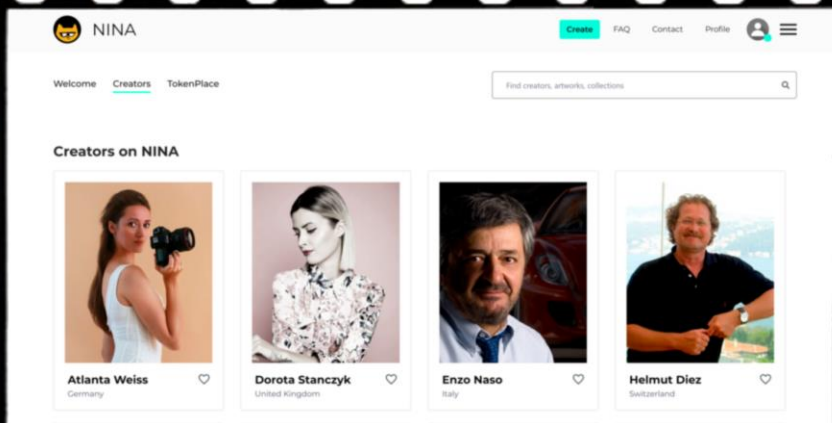 NINA
Create FAQ Contact Profile
Welcome Creators TokenPlace
Find creators, artworks, collections
Creators on NINA
Atlanta Weiss Dorota Stanczyk Enzo Naso Helmut Diez
Germany United Kingdom Italy Switzerland